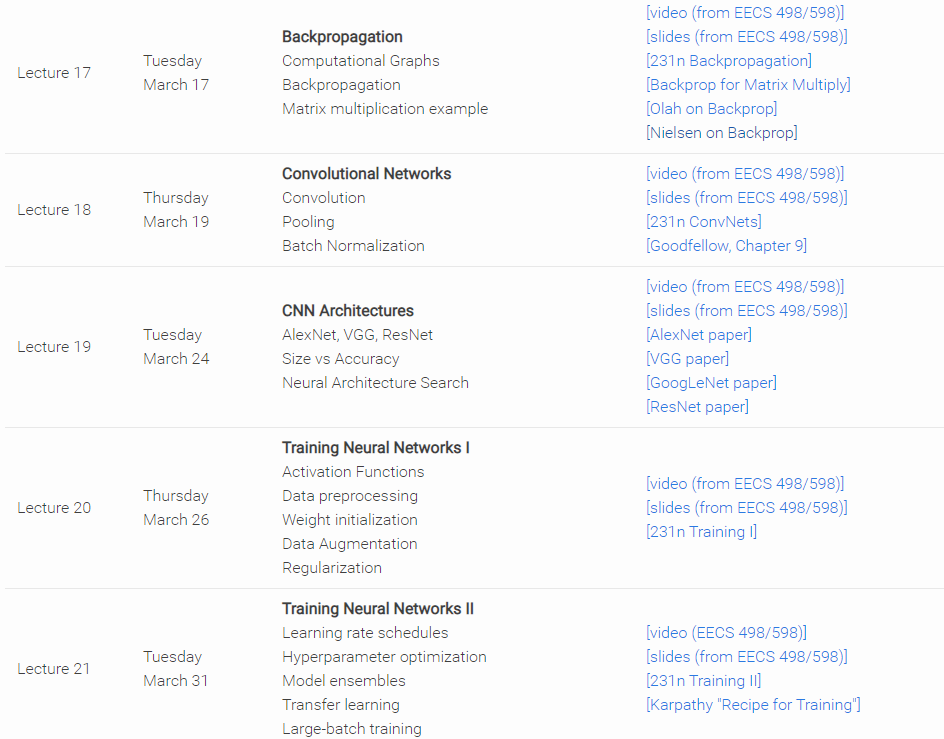 Lecture 17
Tuesday
March 17
Backpropagation
Computational Graphs
Backpropagation
Matrix multiplication example
[video (from EECS 498/598)]
[slides (from EECS 498/598)]
[231n Backpropagation]
[Backprop for Matrix Multiply]
[Olah on Backprop]
[Nielsen on Backprop]
Lecture 18
Thursday
March 19
Convolutional Networks
Convolution
Pooling
Batch Normalization
[video (from EECS 498/598)]
[slides (from EECS 498/598)]
[231n ConvNets]
[Goodfellow, Chapter 9]
Lecture 19
Tuesday
March 24
CNN Architectures
AlexNet, VGG, ResNet
Size vs Accuracy
Neural Architecture Search
[video (from EECS 498/598)]
[slides (from EECS 498/598)]
[AlexNet paper]
[VGG paper]
[GoogLeNet paper]
[ResNet paper]
Lecture 20
Thursday
March 26
Training Neural Networks I
Activation Functions
Data preprocessing
Weight initialization
Data Augmentation
Regularization
[video (from EECS 498/598)]
[slides (from EECS 498/598)]
[231n Training I]
Lecture 21
Tuesday
March 31
Training Neural Networks II
Learning rate schedules
Hyperparameter optimization
Model ensembles
Transfer learning
Large-batch training
[video (EECS 498/598)]
[slides (from EECS 498/598)]
[231n Training II]
[Karpathy "Recipe for Training"]